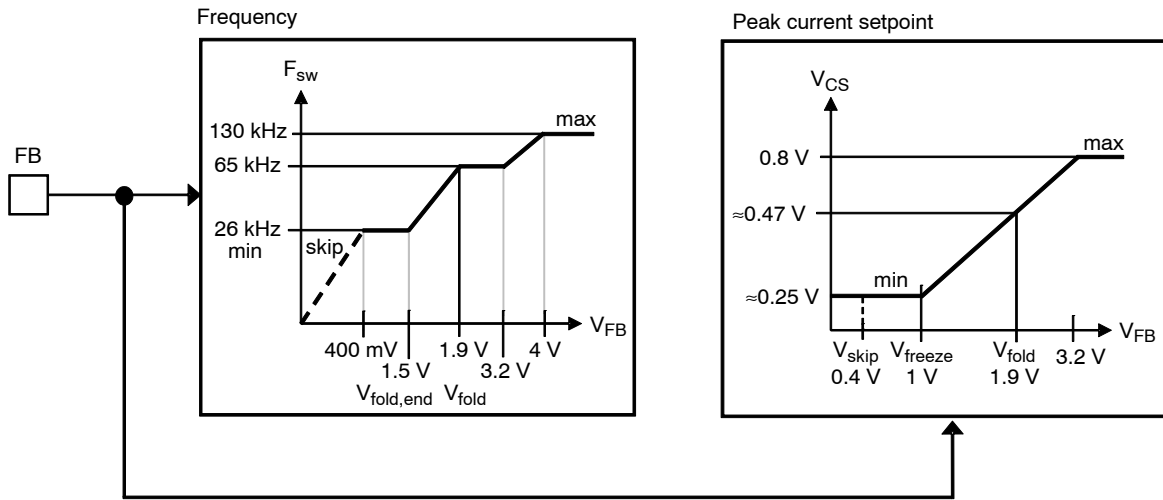 Frequency
Peak current setpoint
FB
Fsw
130 kHz
65 kHz
26 kHz
min
skip
max
VFB
400 mV
1.5 V
1.9 V
3.2 V
4 V
Vfold,end
Vfold
VCS
0.8 V
≈0.47 V
≈0.25 V
max
min
VFB
Vskip
0.4 V
Vfreeze
1 V
Vfold
1.9 V
3.2 V